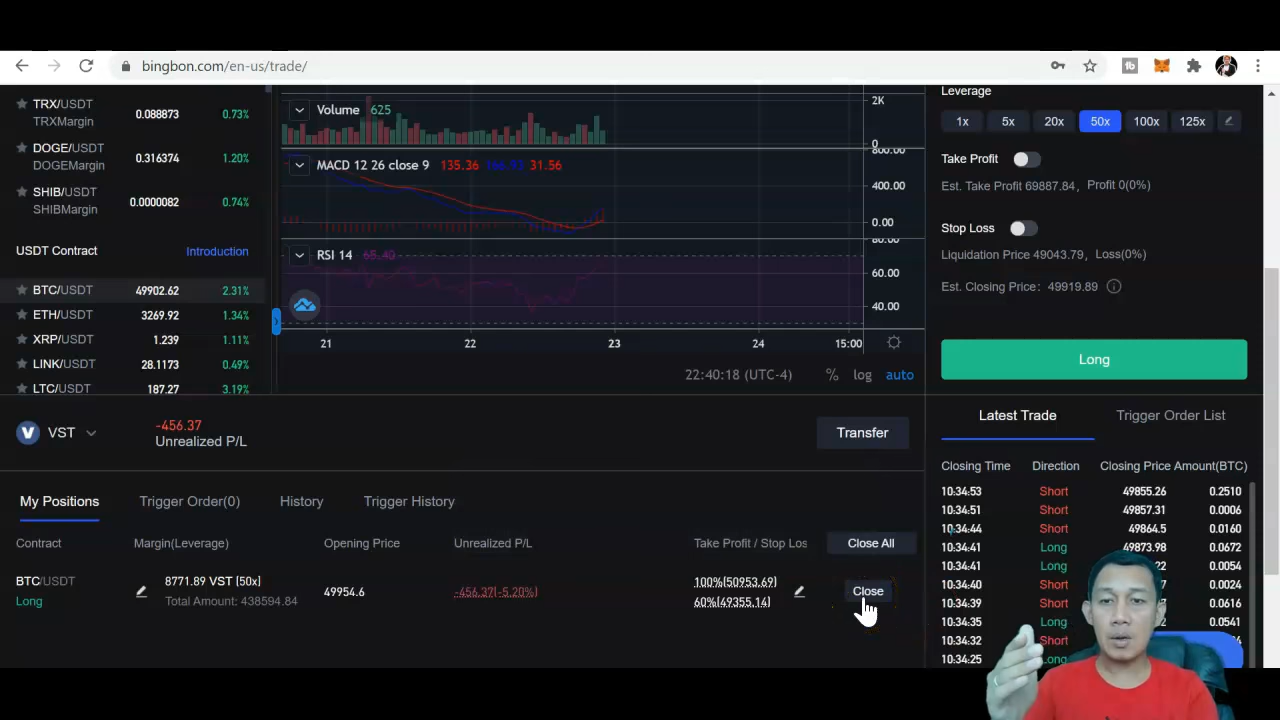 bingbon.com/en-us/trade/
TRX/USDT
TRXMargin
0.088873
0.73%
DOGE/USDT
DOGEMargin
0.316374
1.20%
SHIB/USDT
SHIBMargin
0.0000082
0.74%
USDT Contract
Introduction
BTC/USDT 49902.62 2.31%
ETH/USDT 3269.92 1.34%
XRP/USDT 1.239 1.11%
LINK/USDT 28.1173 0.49%
LTC/USDT 187.27 3.19%
Volume 625
2K
0
MACD 12 26 close 9 135.36 31.56
800.00
400.00
0.00
RSI 14 65.40
80.00
60.00
40.00
21 22 23 24 15:00
22:40:18 (UTC-4) % log auto
Leverage
1x 5x 20x 50x 100x 125x
Take Profit
Est. Take Profit 69887.84, Profit 0(0%)
Stop Loss
Liquidation Price 49043.79, Loss(0%)
Est. Closing Price: 49919.89
Long
V VST
-456.37
Unrealized P/L
Transfer
My Positions Trigger Order(0) History Trigger History
Contract Margin(Leverage) Opening Price Unrealized P/L Take Profit / Stop Los Close All
BTC/USDT
Long
8771.89 VST [50x]
Total Amount: 438594.84
49954.6
-456.37(-5.20%)
100%(50953.69)
60%(49355.14)
Close
Latest Trade Trigger Order List
Closing Time Direction Closing Price Amount(BTC)
10:34:53 Short 49855.26 0.2510
10:34:51 Short 49857.31 0.0006
10:34:44 Short 49864.5 0.0160
10:34:41 Long 49873.98 0.0672
10:34:41 Long 0.0054
10:34:40 Short 0.0024
10:34:39 Short 0.0616
10:34:35 Long 0.0541
10:34:32 Short
10:34:25 Long